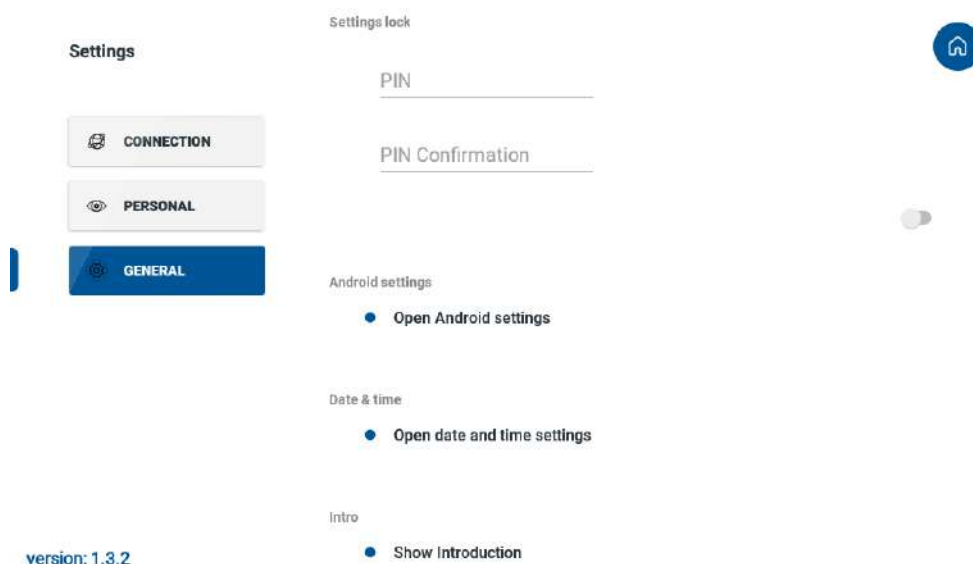 Settings
CONNECTION
PERSONAL
GENERAL
version: 1.3.2
Settings lock
PIN
PIN Confirmation
Android settings
Open Android settings
Date & time
Open date and time settings
Intro
Show Introduction